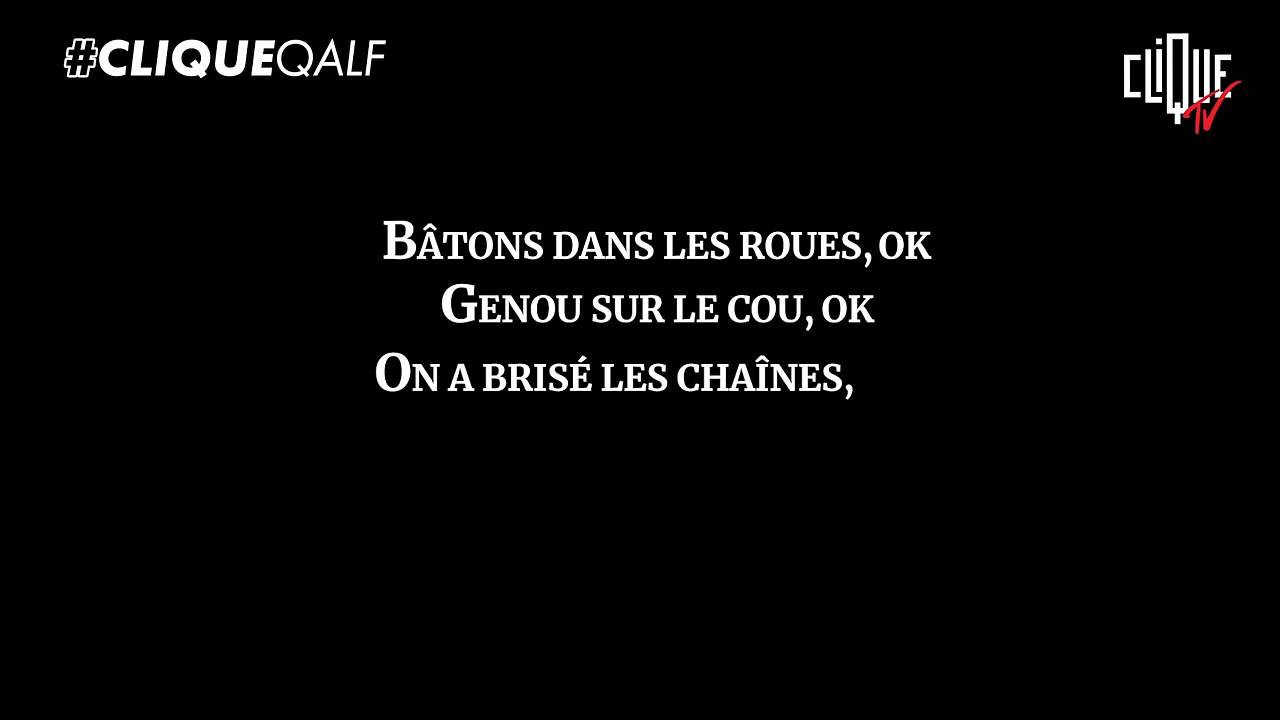 #CLIQUEQALF
CLIQUE TV
BÂTONS DANS LES ROUES, OK
GENOU SUR LE COU, OK
ON A BRISÉ LES CHAÎNES,